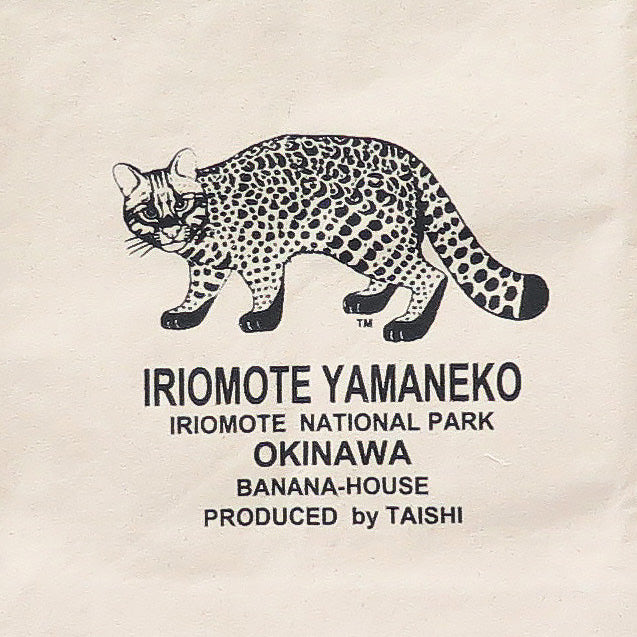 TM
IRIOMOTE YAMANEKO
IRIOMOTE NATIONAL PARK
OKINAWA
BANANA-HOUSE
PRODUCED by TAISHI